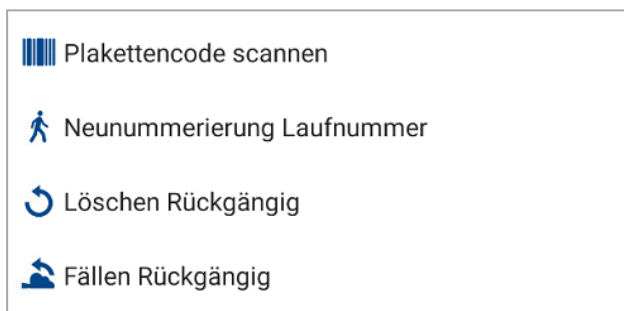 Plakettencode scannen
Neunummerierung Laufnummer
Löschen Rückgängig
Fällen Rückgängig